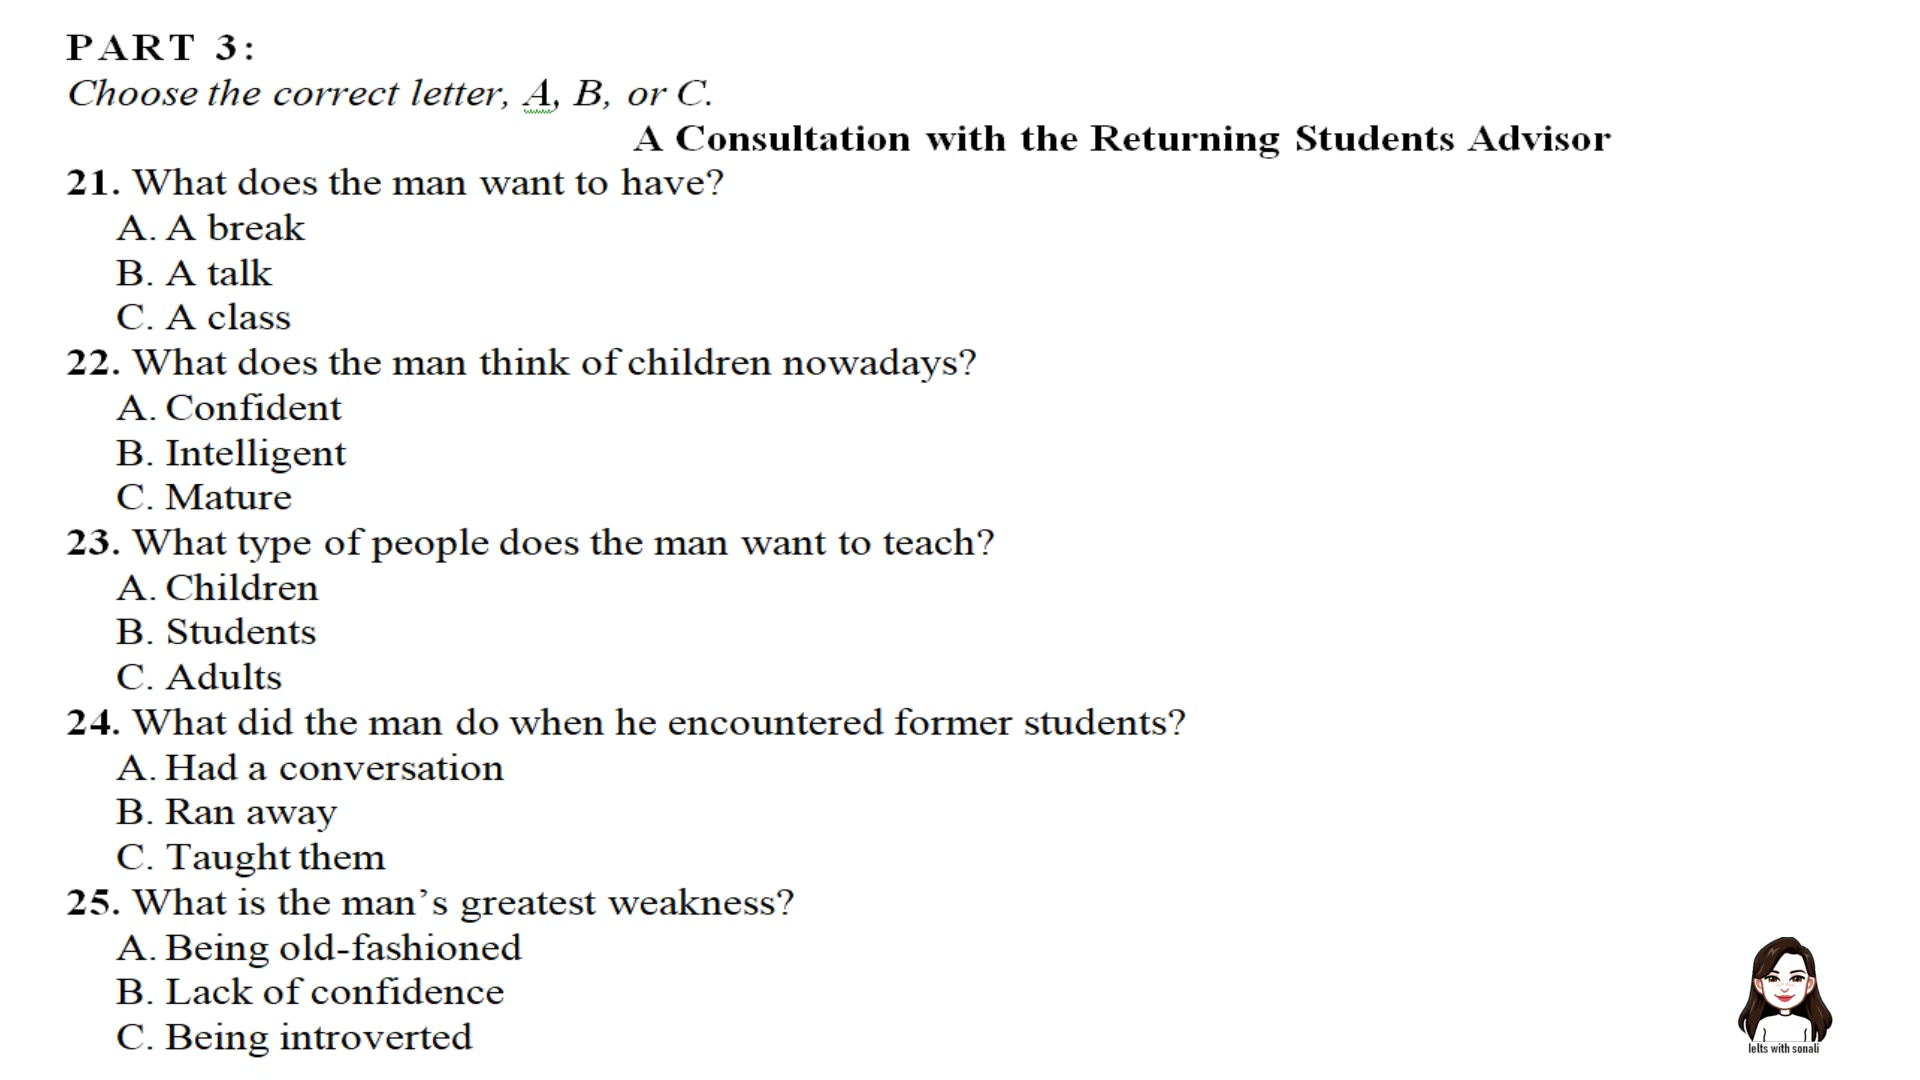 PART 3:
Choose the correct letter, A, B, or C.
A Consultation with the Returning Students Advisor
21. What does the man want to have?
A. A break
B. A talk
C. A class
22. What does the man think of children nowadays?
A. Confident
B. Intelligent
C. Mature
23. What type of people does the man want to teach?
A. Children
B. Students
C. Adults
24. What did the man do when he encountered former students?
A. Had a conversation
B. Ran away
C. Taught them
25. What is the man’s greatest weakness?
A. Being old-fashioned
B. Lack of confidence
C. Being introverted
Ielts with sonali